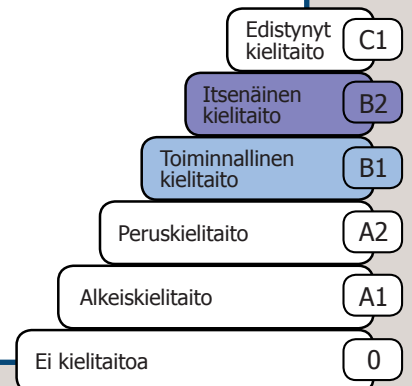 Edistynyt
kielitaito
C1
Itsenäinen
kielitaito
B2
Toiminnallinen
kielitaito
B1
Peruskielitaito
A2
Alkeiskielitaito
A1
Ei kielitaitoa
0